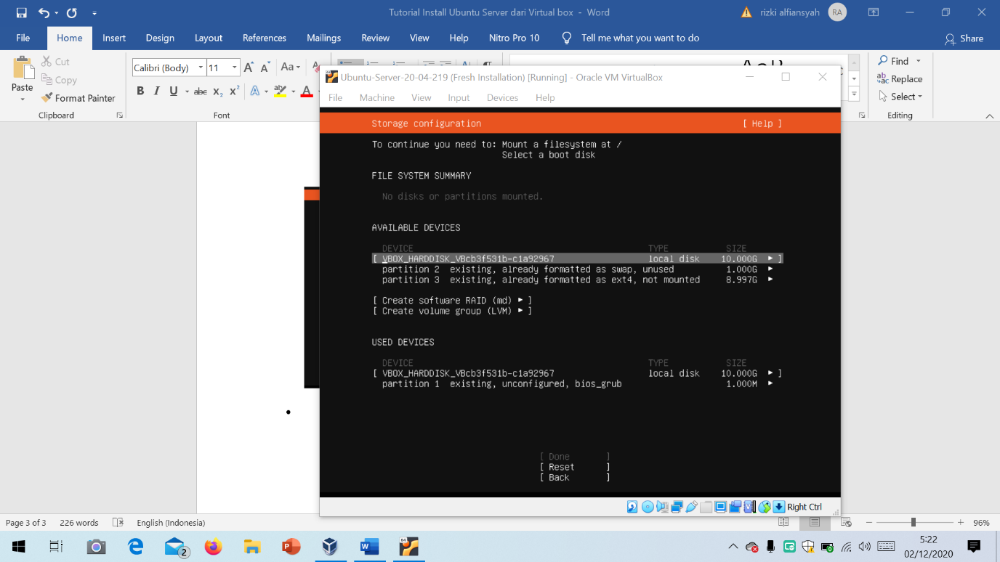 Tutorial Install Ubuntu Server dari Virtual box - Word
rizki alfiansyah
RA
File Home Insert Design Layout References Mailings Review View Help Nitro Pro 10 Tell me what you want to do Share
Paste
Cut
Copy
Format Painter
Clipboard
Calibri (Body) 11
Aa
B I U abc X₂ X² A ab A
Font
Find
Replace
Select
Editing
Ubuntu-Server-20-04-219 (Fresh Installation) [Running] - Oracle VM VirtualBox
File Machine View Input Devices Help
Storage configuration [ Help ]
To continue you need to: Mount a filesystem at /
Select a boot disk
FILE SYSTEM SUMMARY
No disks or partitions mounted.
AVAILABLE DEVICES
DEVICE TYPE SIZE
[ VBOX_HARDDISK_VBcb3f531b-c1a92967 local disk 10.000G ▸ ]
partition 2 existing, already formatted as swap, unused 1.000G ▸
partition 3 existing, already formatted as ext4, not mounted 8.997G ▸
[ Create software RAID (md) ▸ ]
[ Create volume group (LVM) ▸ ]
USED DEVICES
DEVICE TYPE SIZE
[ VBOX_HARDDISK_VBcb3f531b-c1a92967 local disk 10.000G ▸ ]
partition 1 existing, unconfigured, bios_grub 1.000M ▸
[ Done ]
[ Reset ]
[ Back ]
Right Ctrl
Page 3 of 3 226 words English (Indonesia) 96%
2
5:22
02/12/2020